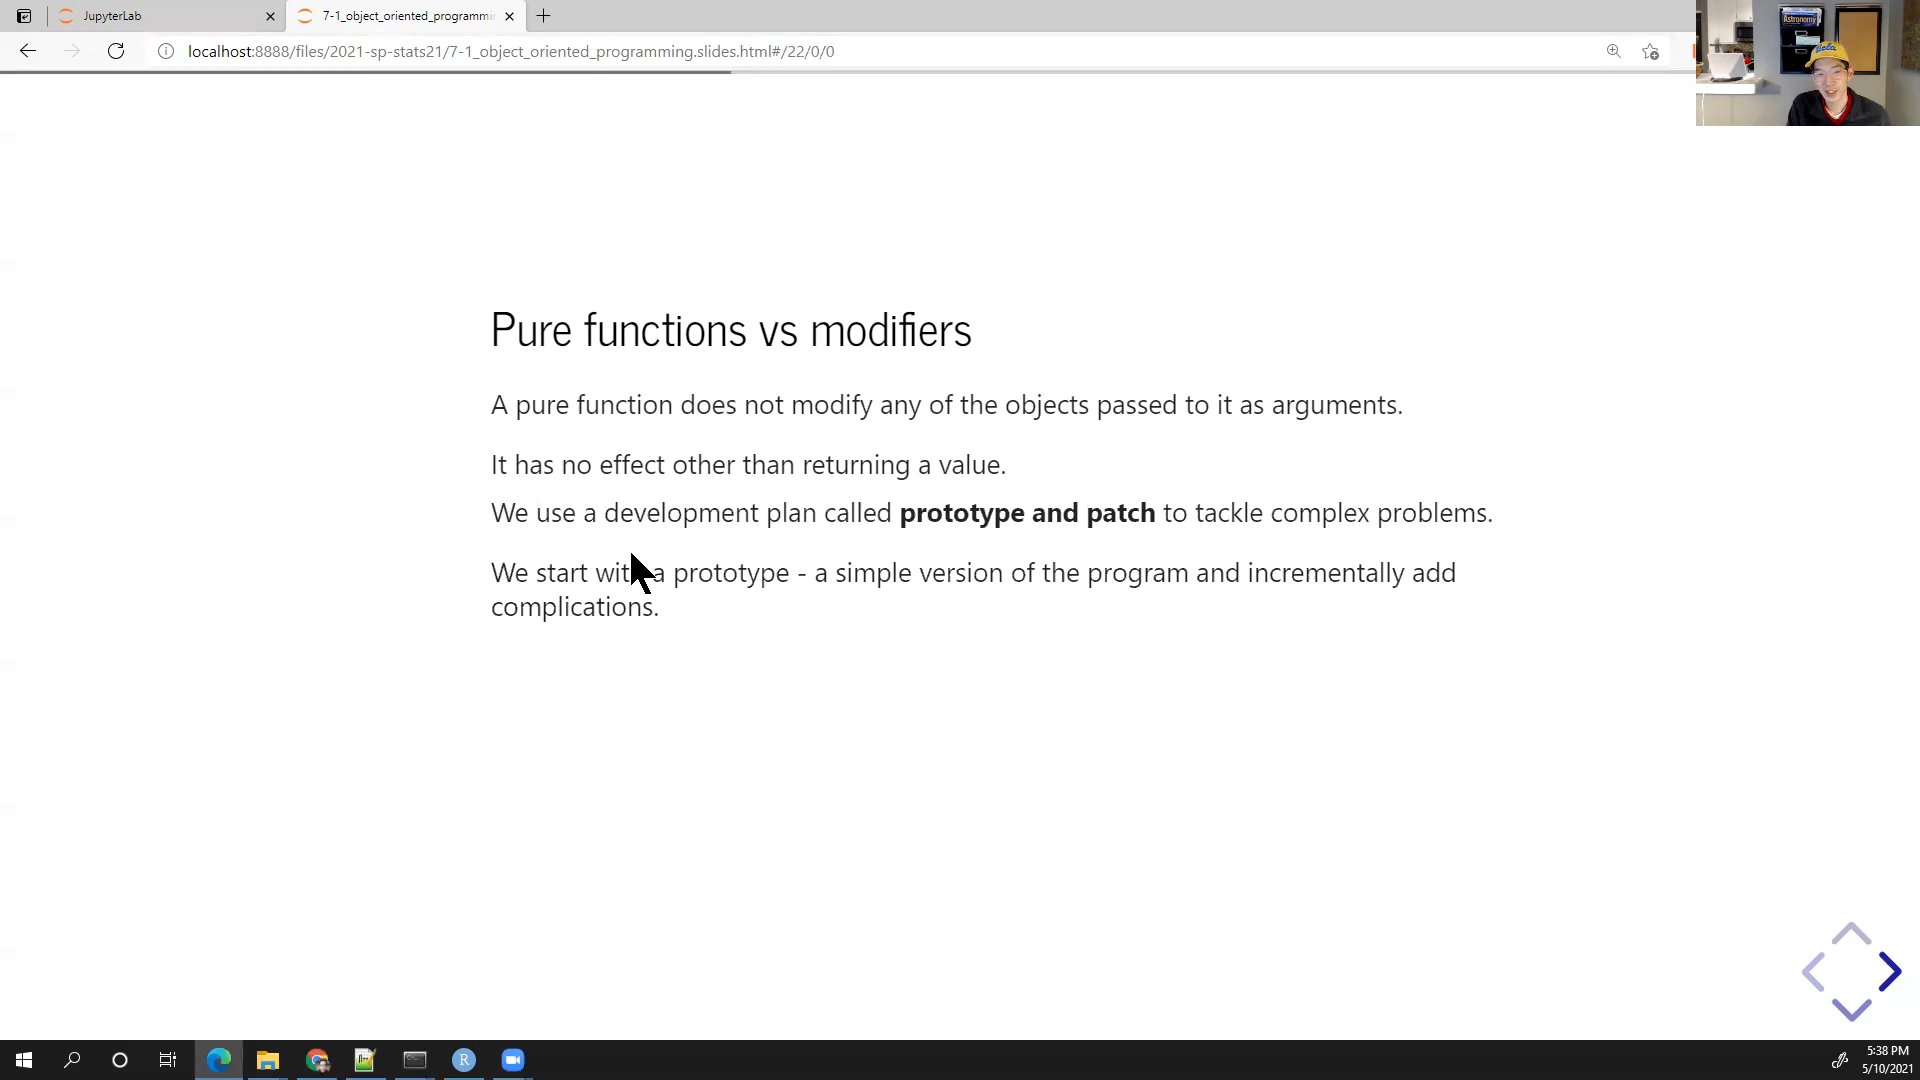 JupyterLab
7-1_object_oriented_programmin
localhost:8888/files/2021-sp-stats21/7-1_object_oriented_programming.slides.html#/22/0/0
Astronomy
Pure functions vs modifiers
A pure function does not modify any of the objects passed to it as arguments.
It has no effect other than returning a value.
We use a development plan called prototype and patch to tackle complex problems.
We start with a prototype - a simple version of the program and incrementally add
complications.
R
5:38 PM
5/10/2021